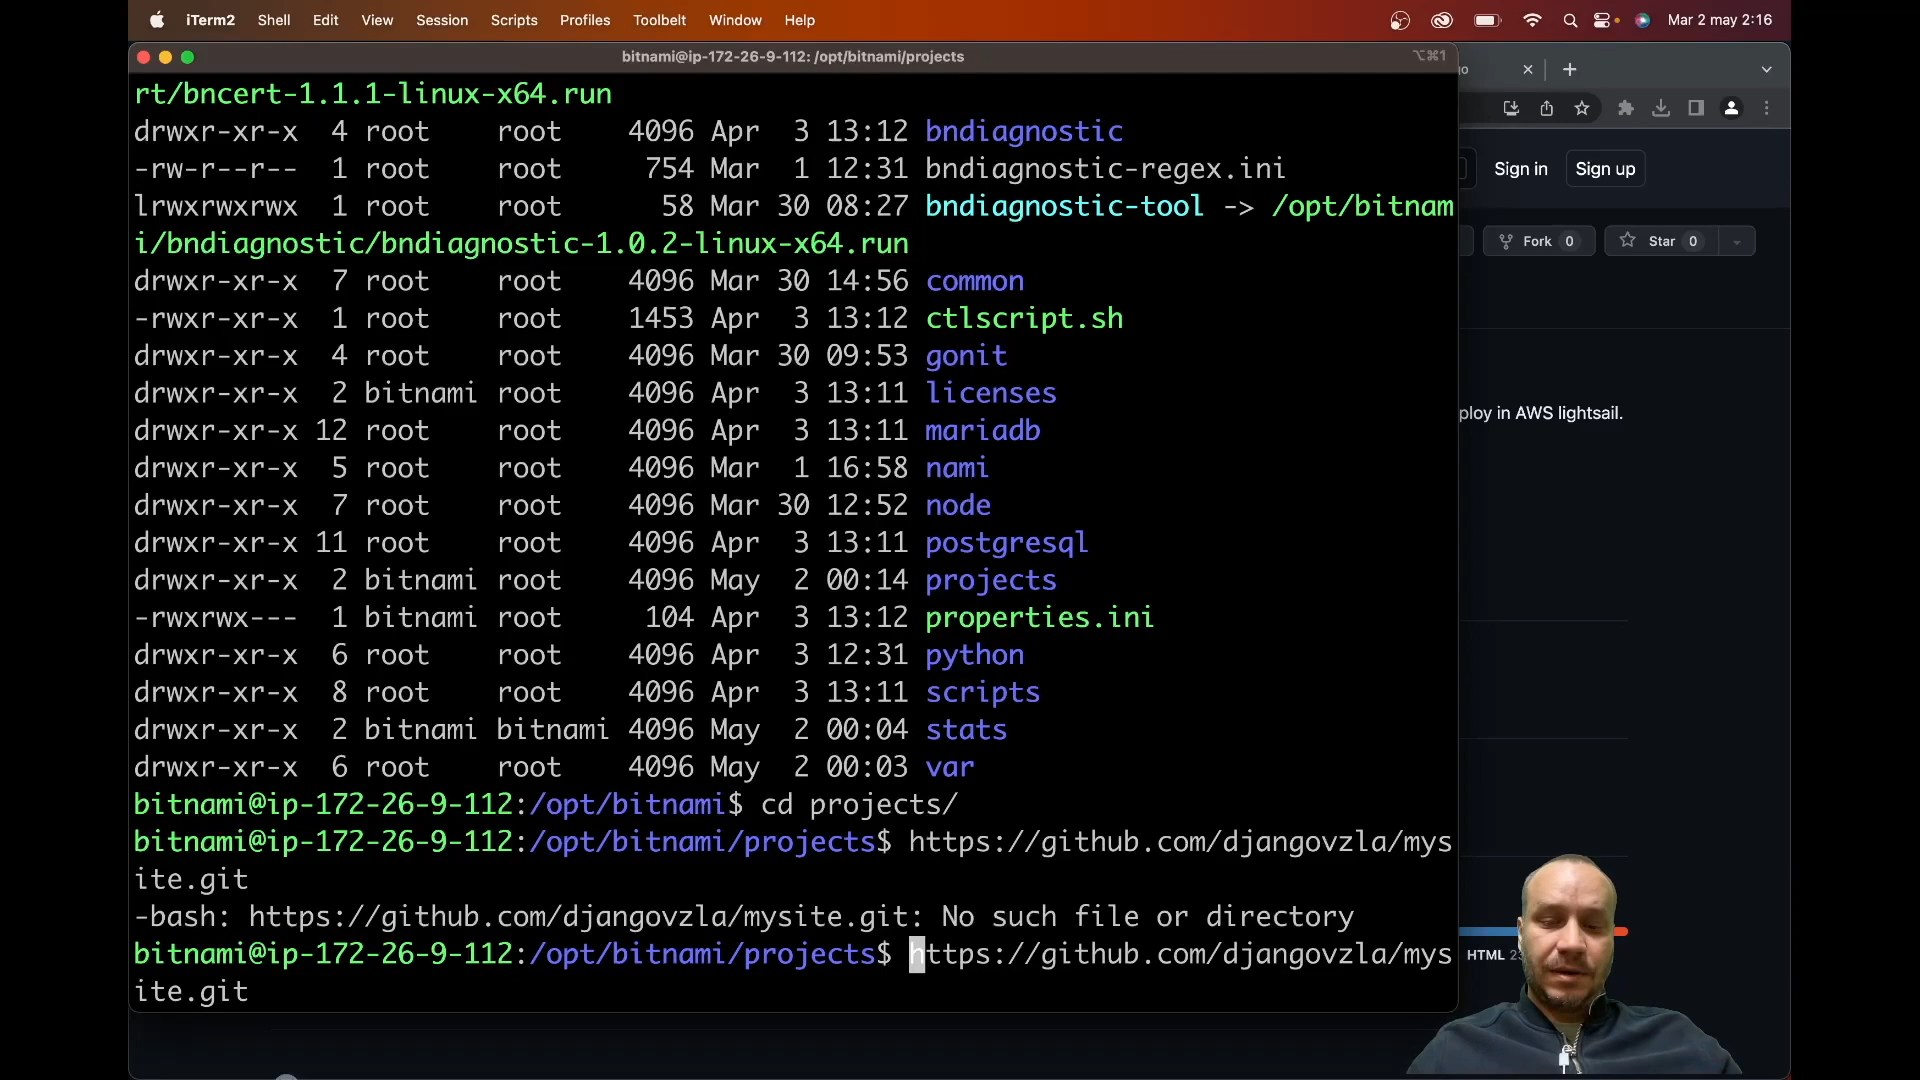 iTerm2 Shell Edit View Session Scripts Profiles Toolbelt Window Help Mar 2 may 2:16
bitnami@ip-172-26-9-112: /opt/bitnami/projects ⌥⌘1
rt/bncert-1.1.1-linux-x64.run
drwxr-xr-x 4 root root 4096 Apr 3 13:12 bndiagnostic
-rw-r--r-- 1 root root 754 Mar 1 12:31 bndiagnostic-regex.ini
lrwxrwxrwx 1 root root 58 Mar 30 08:27 bndiagnostic-tool -> /opt/bitnam
i/bndiagnostic/bndiagnostic-1.0.2-linux-x64.run
drwxr-xr-x 7 root root 4096 Mar 30 14:56 common
-rwxr-xr-x 1 root root 1453 Apr 3 13:12 ctlscript.sh
drwxr-xr-x 4 root root 4096 Mar 30 09:53 gonit
drwxr-xr-x 2 bitnami root 4096 Apr 3 13:11 licenses
drwxr-xr-x 12 root root 4096 Apr 3 13:11 mariadb
drwxr-xr-x 5 root root 4096 Mar 1 16:58 nami
drwxr-xr-x 7 root root 4096 Mar 30 12:52 node
drwxr-xr-x 11 root root 4096 Apr 3 13:11 postgresql
drwxr-xr-x 2 bitnami root 4096 May 2 00:14 projects
-rwxrwx--- 1 bitnami root 104 Apr 3 13:12 properties.ini
drwxr-xr-x 6 root root 4096 Apr 3 12:31 python
drwxr-xr-x 8 root root 4096 Apr 3 13:11 scripts
drwxr-xr-x 2 bitnami bitnami 4096 May 2 00:04 stats
drwxr-xr-x 6 root root 4096 May 2 00:03 var
bitnami@ip-172-26-9-112:/opt/bitnami$ cd projects/
bitnami@ip-172-26-9-112:/opt/bitnami/projects$ https://github.com/djangovzla/mys
ite.git
-bash: https://github.com/djangovzla/mysite.git: No such file or directory
bitnami@ip-172-26-9-112:/opt/bitnami/projects$ https://github.com/djangovzla/mys
ite.git
Sign in Sign up
Fork 0 Star 0
ploy in AWS lightsail.
HTML